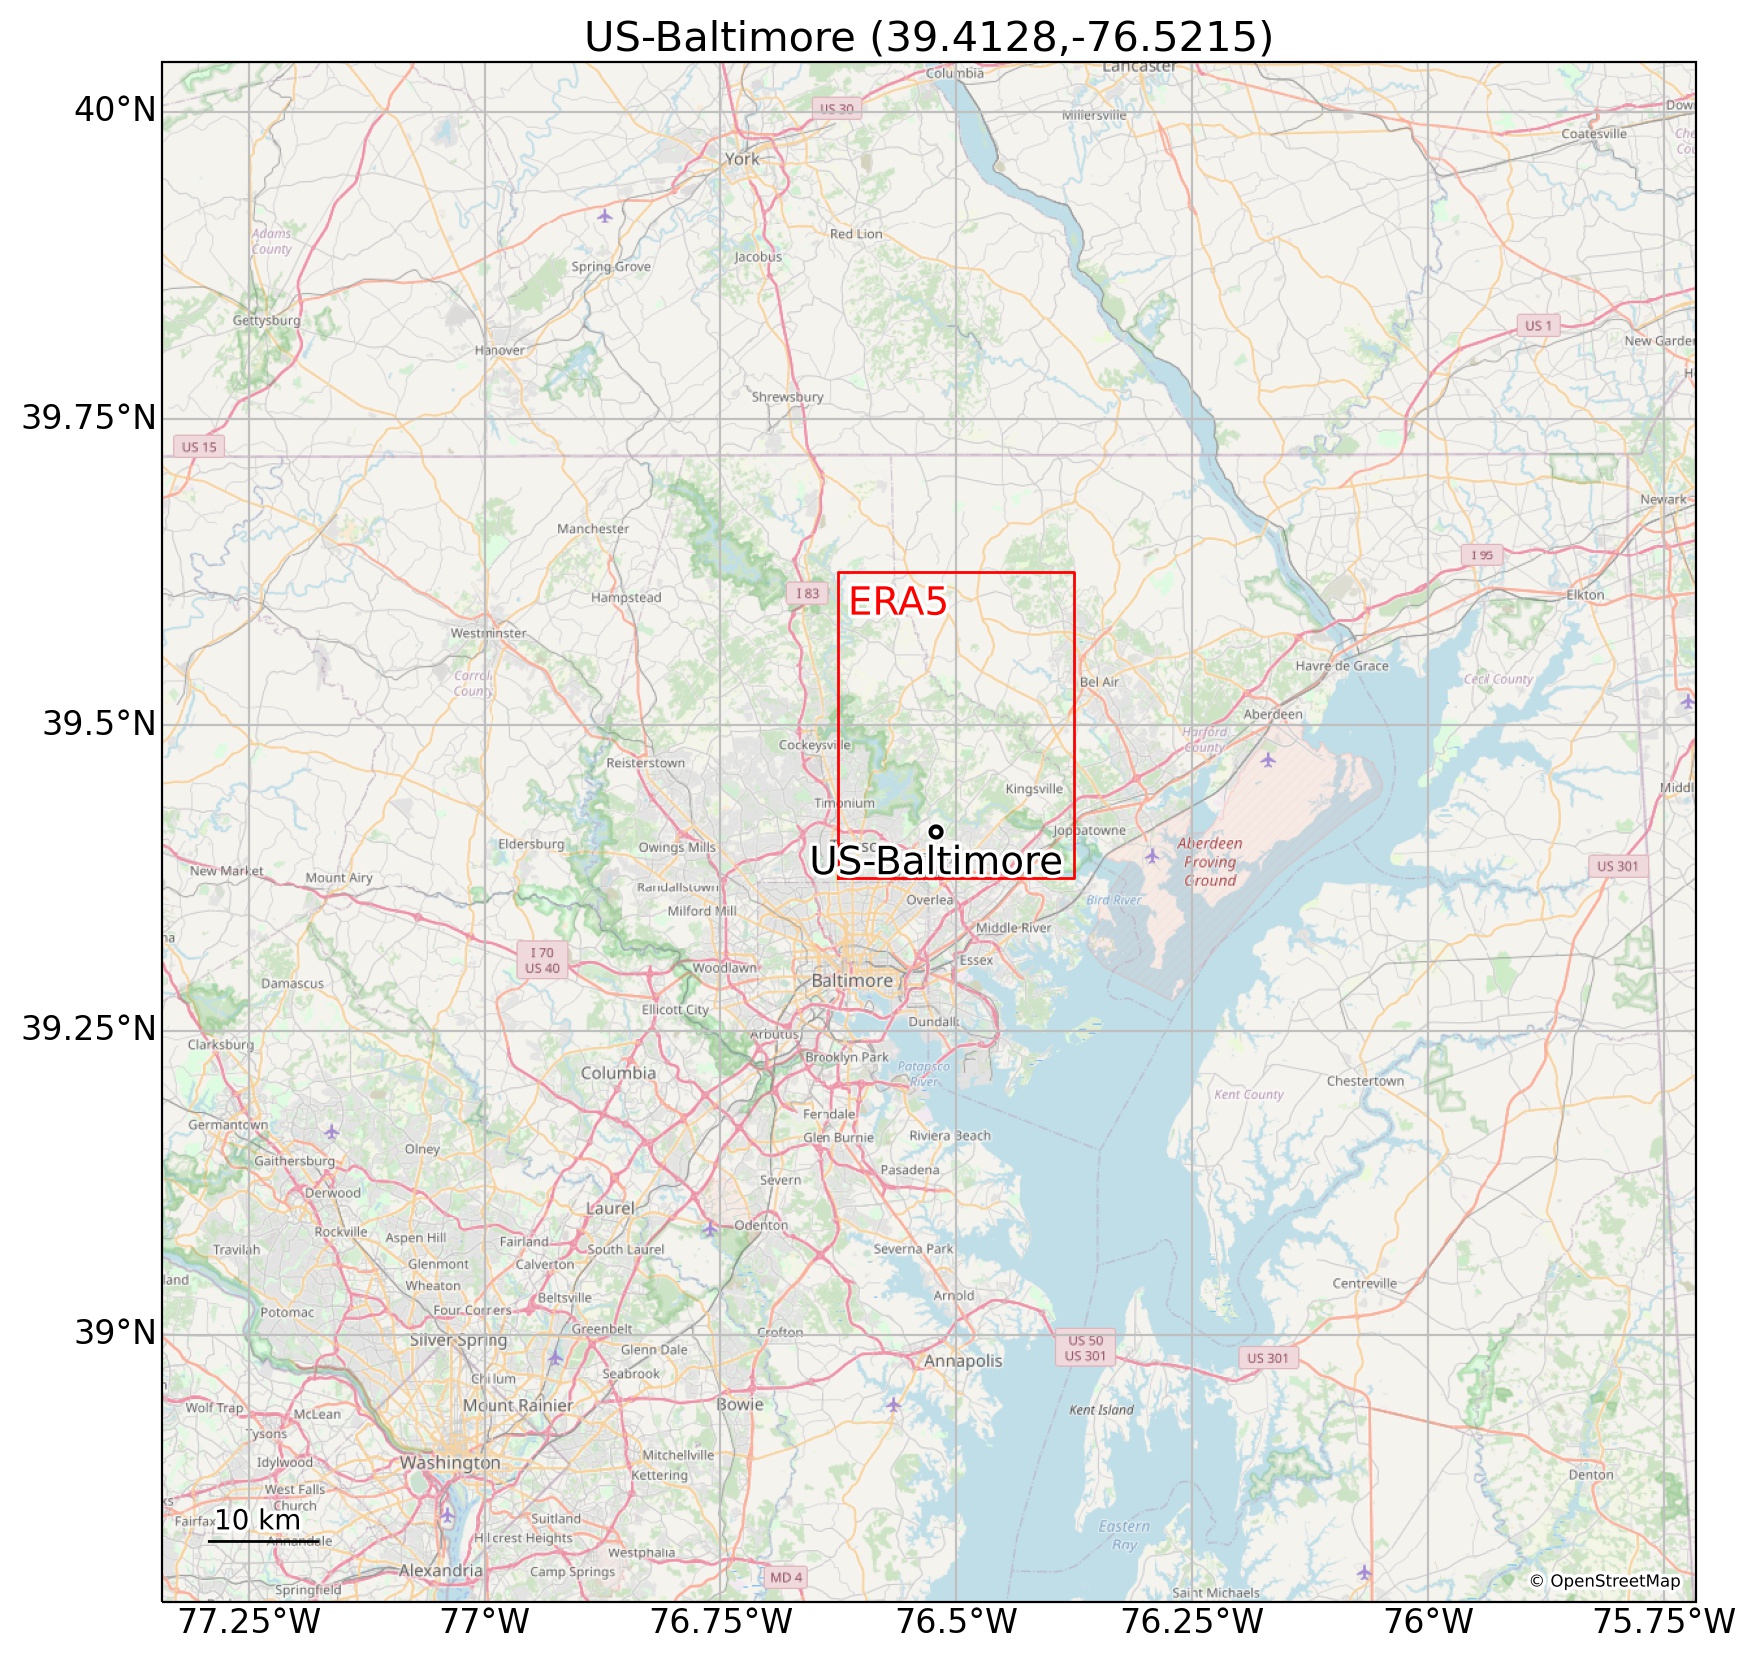 US-Baltimore (39.4128,-76.5215)
Columbia
Lancaster
40°N
US 30
Millersville
Coatesville
York
Adams
County
Red Lion
Jacobus
Spring Grove
Gettysburg
US 1
New Garden
Hanover
Shrewsbury
39.75°N
US 15
Newark
Manchester
I 95
I 83
ERA5
Hampstead
Elkton
Westminster
Havre de Grace
Carroll
County
Bel Air
Cecil County
Aberdeen
39.5°N
Harford
County
Cockeysville
Reisterstown
Kingsville
Timonium
Joppatowne
Eldersburg
Owings Mills
Aberdeen
Proving
Ground
US-Baltimore
New Market
Mount Airy
US 301
Randallstown
Overlea
Bird River
Milford Mill
Middle River
I 70
US 40
Woodlawn
Essex
Damascus
Baltimore
Ellicott City
Dundalk
39.25°N
Arbutus
Clarksburg
Brooklyn Park
Columbia
Patapsco
River
Chestertown
Kent County
Ferndale
Germantown
Glen Burnie
Riviera Beach
Olney
Gaithersburg
Pasadena
Derwood
Severn
Laurel
Rockville
Aspen Hill
Odenton
Travilah
Fairland
South Laurel
Severna Park
Glenmont
Calverton
Wheaton
Centreville
Potomac
Four Corners
Beltsville
Arnold
39°N
Silver Spring
Greenbelt
Crofton
US 50
US 301
Glenn Dale
Annapolis
US 301
Chillum
Seabrook
Wolf Trap
McLean
Mount Rainier
Bowie
Kent Island
Tysons
Idylwood
Washington
Mitchellville
Kettering
Denton
West Falls
Church
Fairfax
10 km
Suitland
Annandale
Hillcrest Heights
Eastern
Bay
Westphalia
Alexandria
Camp Springs
MD 4
Springfield
Saint Michaels
© OpenStreetMap
77.25°W
77°W
76.75°W
76.5°W
76.25°W
76°W
75.75°W